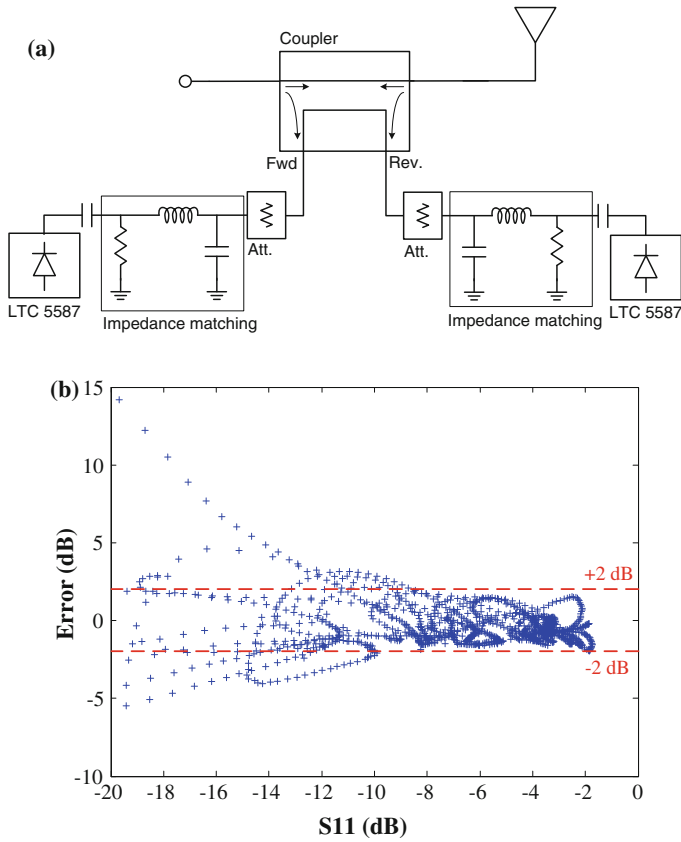 (a)
Coupler
Fwd
Rev.
Att.
Att.
LTC 5587
Impedance matching
Impedance matching
LTC 5587
(b)
15
10
5
0
-5
-10
Error (dB)
+2 dB
-2 dB
-20
-18
-16
-14
-12
-10
-8
-6
-4
-2
0
S11 (dB)